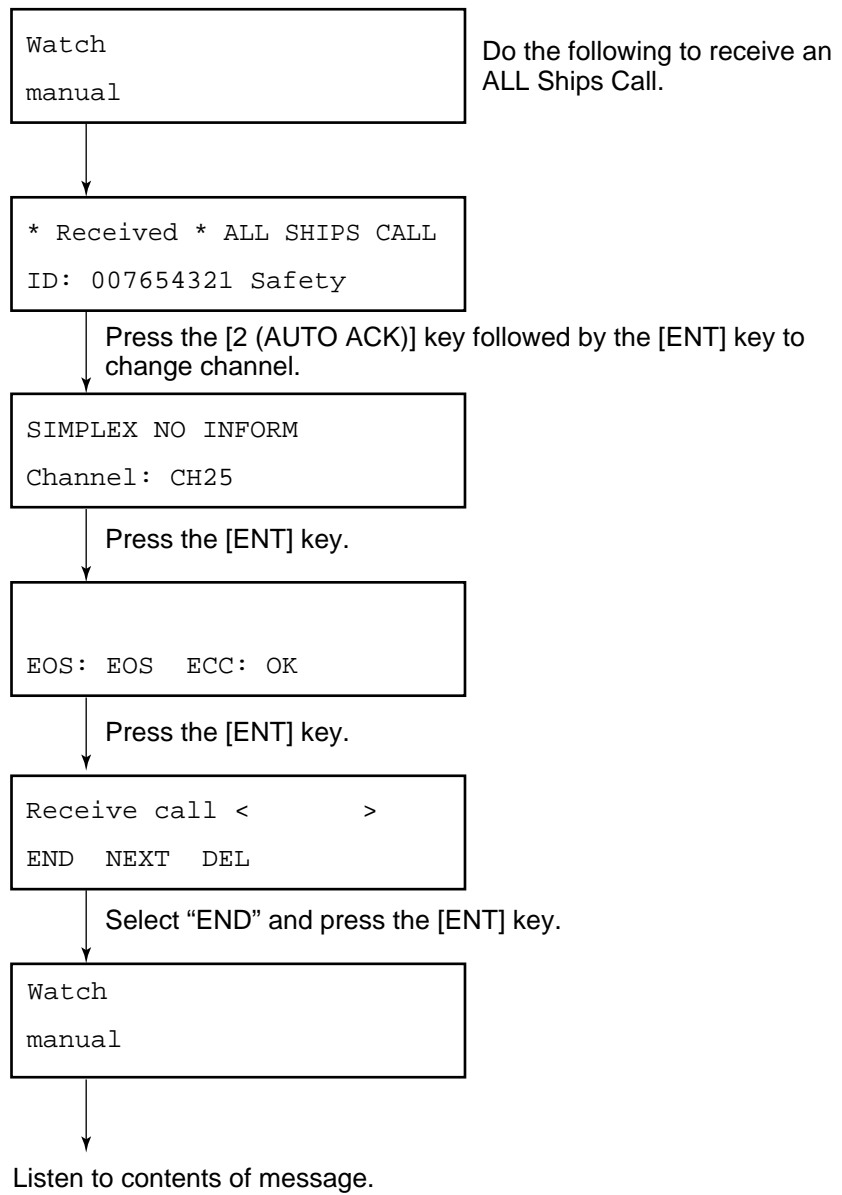 Watch
manual
Do the following to receive an
ALL Ships Call.
* Received * ALL SHIPS CALL
ID: 007654321 Safety
Press the [2 (AUTO ACK)] key followed by the [ENT] key to
change channel.
SIMPLEX NO INFORM
Channel: CH25
Press the [ENT] key.
EOS: EOS ECC: OK
Press the [ENT] key.
Receive call < >
END NEXT DEL
Select “END” and press the [ENT] key.
Watch
manual
Listen to contents of message.